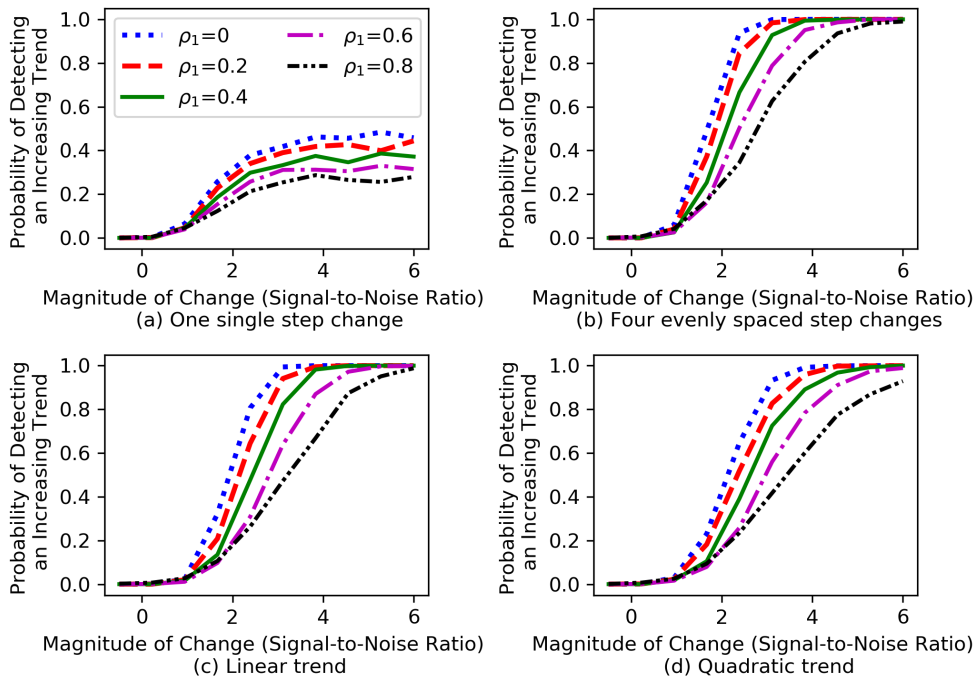 Probability of Detecting
an Increasing Trend
1.0
0.8
0.6
0.4
0.2
0.0
ρ1=0
ρ1=0.2
ρ1=0.4
ρ1=0.6
ρ1=0.8
0 2 4 6
Magnitude of Change (Signal-to-Noise Ratio)
(a) One single step change
Probability of Detecting
an Increasing Trend
1.0
0.8
0.6
0.4
0.2
0.0
0 2 4 6
Magnitude of Change (Signal-to-Noise Ratio)
(b) Four evenly spaced step changes
Probability of Detecting
an Increasing Trend
1.0
0.8
0.6
0.4
0.2
0.0
0 2 4 6
Magnitude of Change (Signal-to-Noise Ratio)
(c) Linear trend
Probability of Detecting
an Increasing Trend
1.0
0.8
0.6
0.4
0.2
0.0
0 2 4 6
Magnitude of Change (Signal-to-Noise Ratio)
(d) Quadratic trend